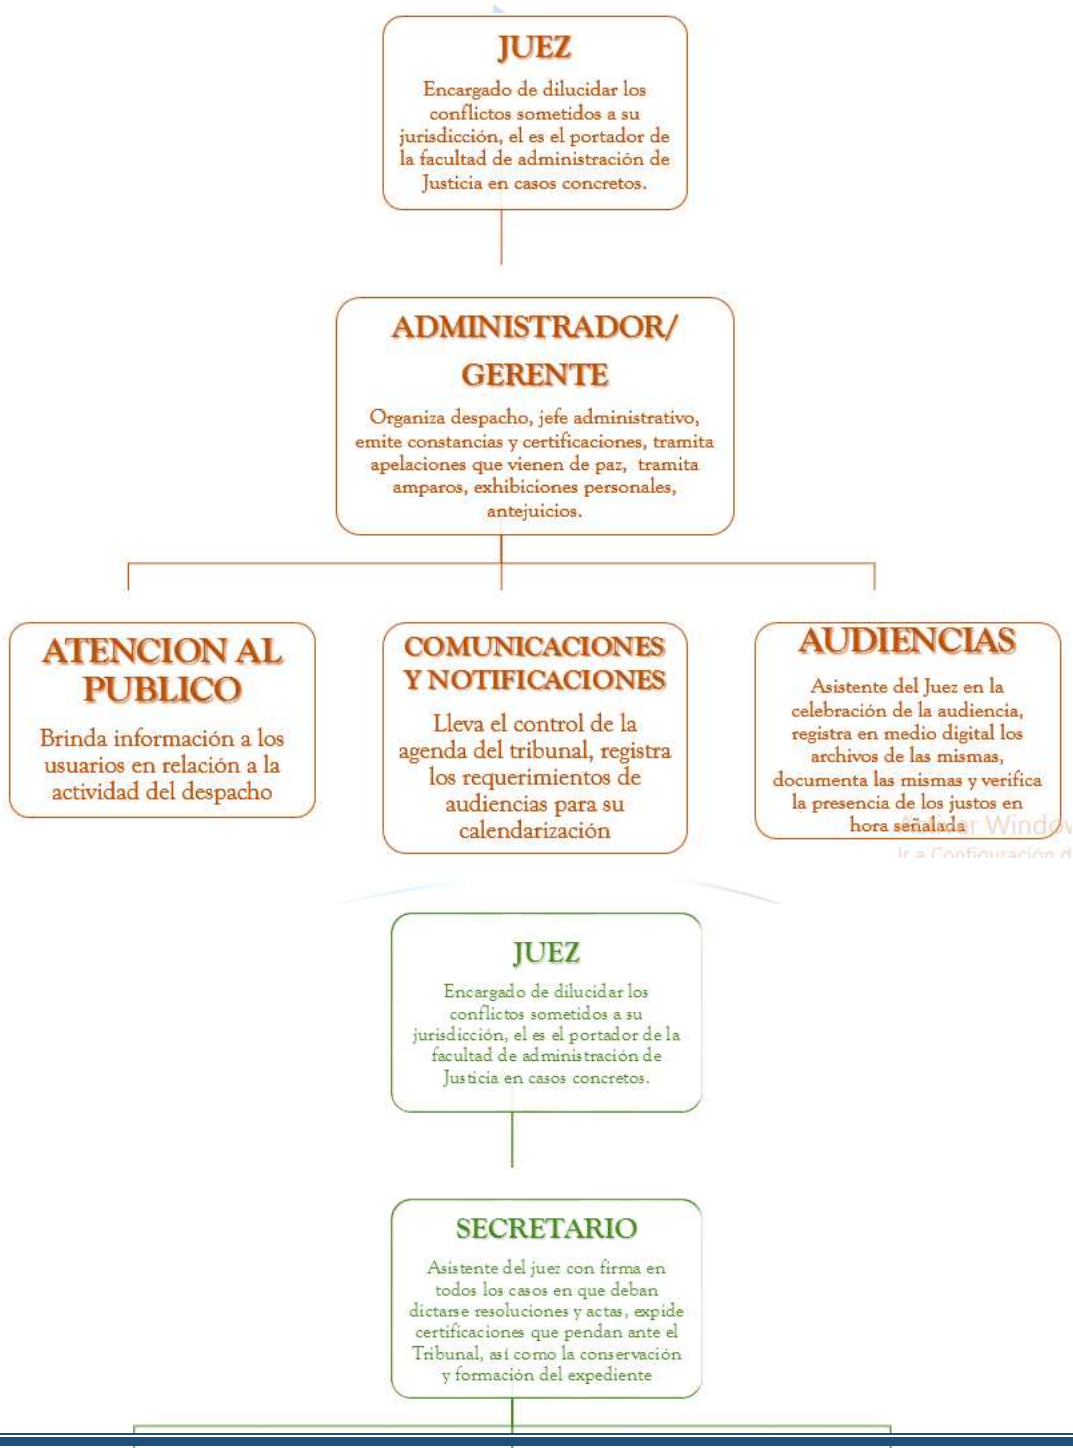 JUEZ
Encargado de dilucidar los
conflictos sometidos a su
jurisdicción, el es el portador de
la facultad de administración de
Justicia en casos concretos.
ADMINISTRADOR/
GERENTE
Organiza despacho, jefe administrativo,
emite constancias y certificaciones, tramita
apelaciones que vienen de paz, tramita
amparos, exhibiciones personales,
antejuicios.
ATENCION AL
PUBLICO
Brinda información a los
usuarios en relación a la
actividad del despacho
COMUNICACIONES
Y NOTIFICACIONES
Lleva el control de la
agenda del tribunal, registra
los requerimientos de
audiencias para su
calendarización
AUDIENCIAS
Asistente del Juez en la
celebración de la audiencia,
registra en medio digital los
archivos de las mismas,
documenta las mismas y verifica
la presencia de los justos en
hora señalada
Ir a Configuración d
JUEZ
Encargado de dilucidar los
conflictos sometidos a su
jurisdicción, el es el portador de la
facultad de administración de
Justicia en casos concretos.
SECRETARIO
Asistente del juez con firma en
todos los casos en que deban
dictarse resoluciones y actas, expide
certificaciones que pendan ante el
Tribunal, así como la conservación
y formación del expediente